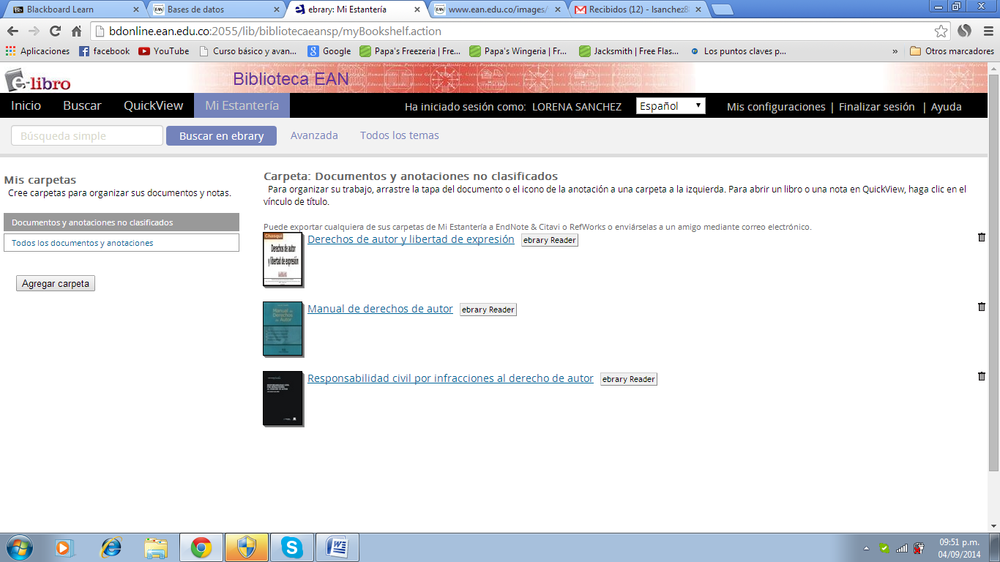 Blackboard Learn
Bases de datos
ebrary: Mi Estantería
www.ean.edu.co/images/
Recibidos (12) - lsanchez8
bdonline.ean.edu.co:2055/lib/bibliotecaeansp/myBookshelf.action
Aplicaciones
facebook
YouTube
Curso básico y avan...
Google
Papa's Freezeria | Fre...
Papa's Wingeria | Fr...
Jacksmith | Free Flas...
Los puntos claves p...
»
Otros marcadores
e-libro
Biblioteca EAN
Inicio
Buscar
QuickView
Mi Estantería
Ha iniciado sesión como: LORENA SANCHEZ
Español
Mis configuraciones | Finalizar sesión | Ayuda
Búsqueda simple
Buscar en ebrary
Avanzada
Todos los temas
Mis carpetas
Cree carpetas para organizar sus documentos y notas.
Documentos y anotaciones no clasificados
Todos los documentos y anotaciones
Agregar carpeta
Carpeta: Documentos y anotaciones no clasificados
Para organizar su trabajo, arrastre la tapa del documento o el icono de la anotación a una carpeta a la izquierda. Para abrir un libro o una nota en QuickView, haga clic en el
vínculo de título.
Puede exportar cualquiera de sus carpetas de Mi Estantería a EndNote & Citavi o RefWorks o enviárselas a un amigo mediante correo electrónico.
Chasqui
Derechos de autor
y libertad de expresión
Derechos de autor y libertad de expresión
ebrary Reader
Manual de
Derechos
de Autor
Manual de derechos de autor
ebrary Reader
RESPONSABILIDAD CIVIL
POR INFRACCIONES
AL DERECHO DE AUTOR
Responsabilidad civil por infracciones al derecho de autor
ebrary Reader
09:51 p.m.
04/09/2014